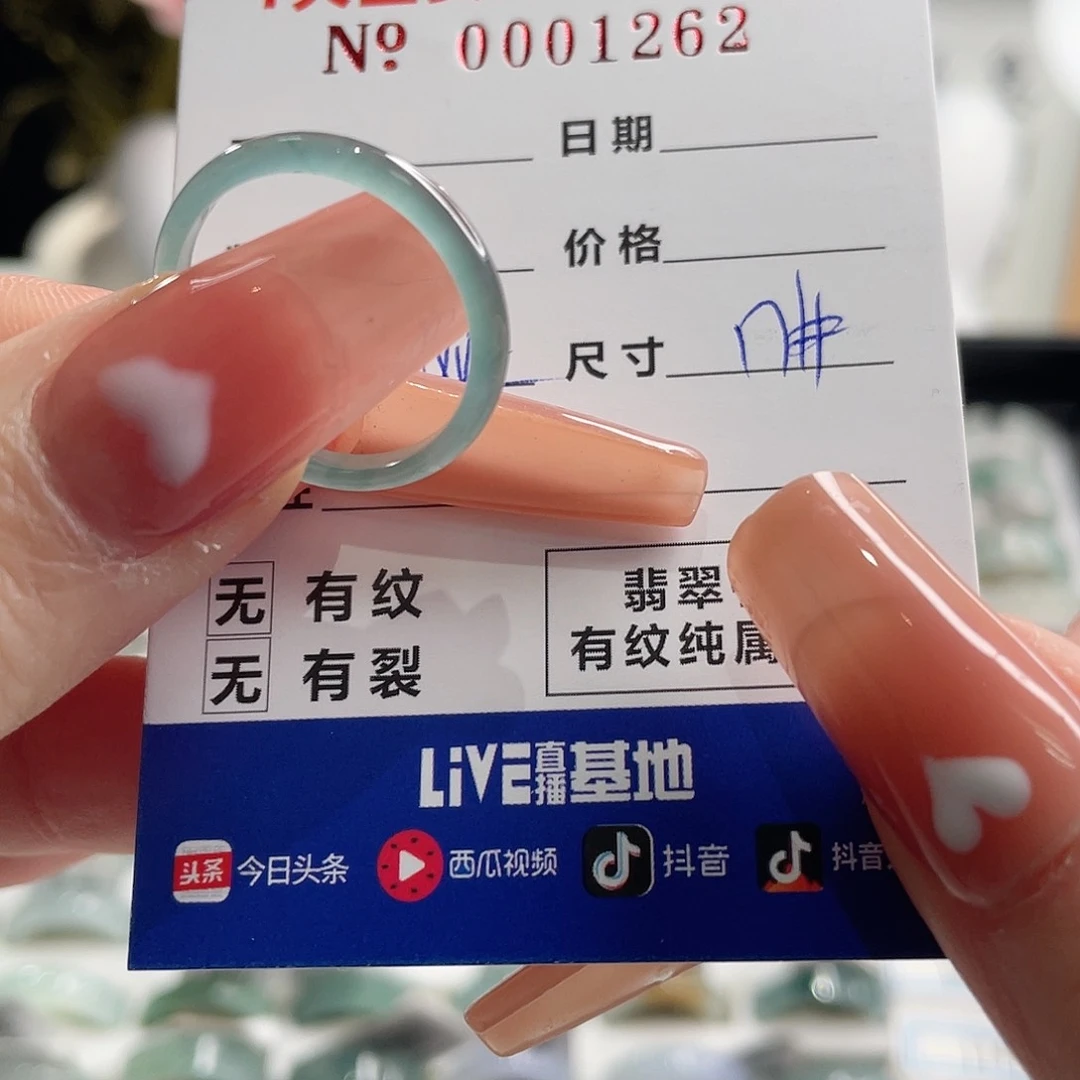 № 0001262
日期
价格
尺寸 17#
无 有纹
无 有裂
翡翠
有纹纯属
LiVE直播基地
头条 今日头条 西瓜视频 抖音 抖音